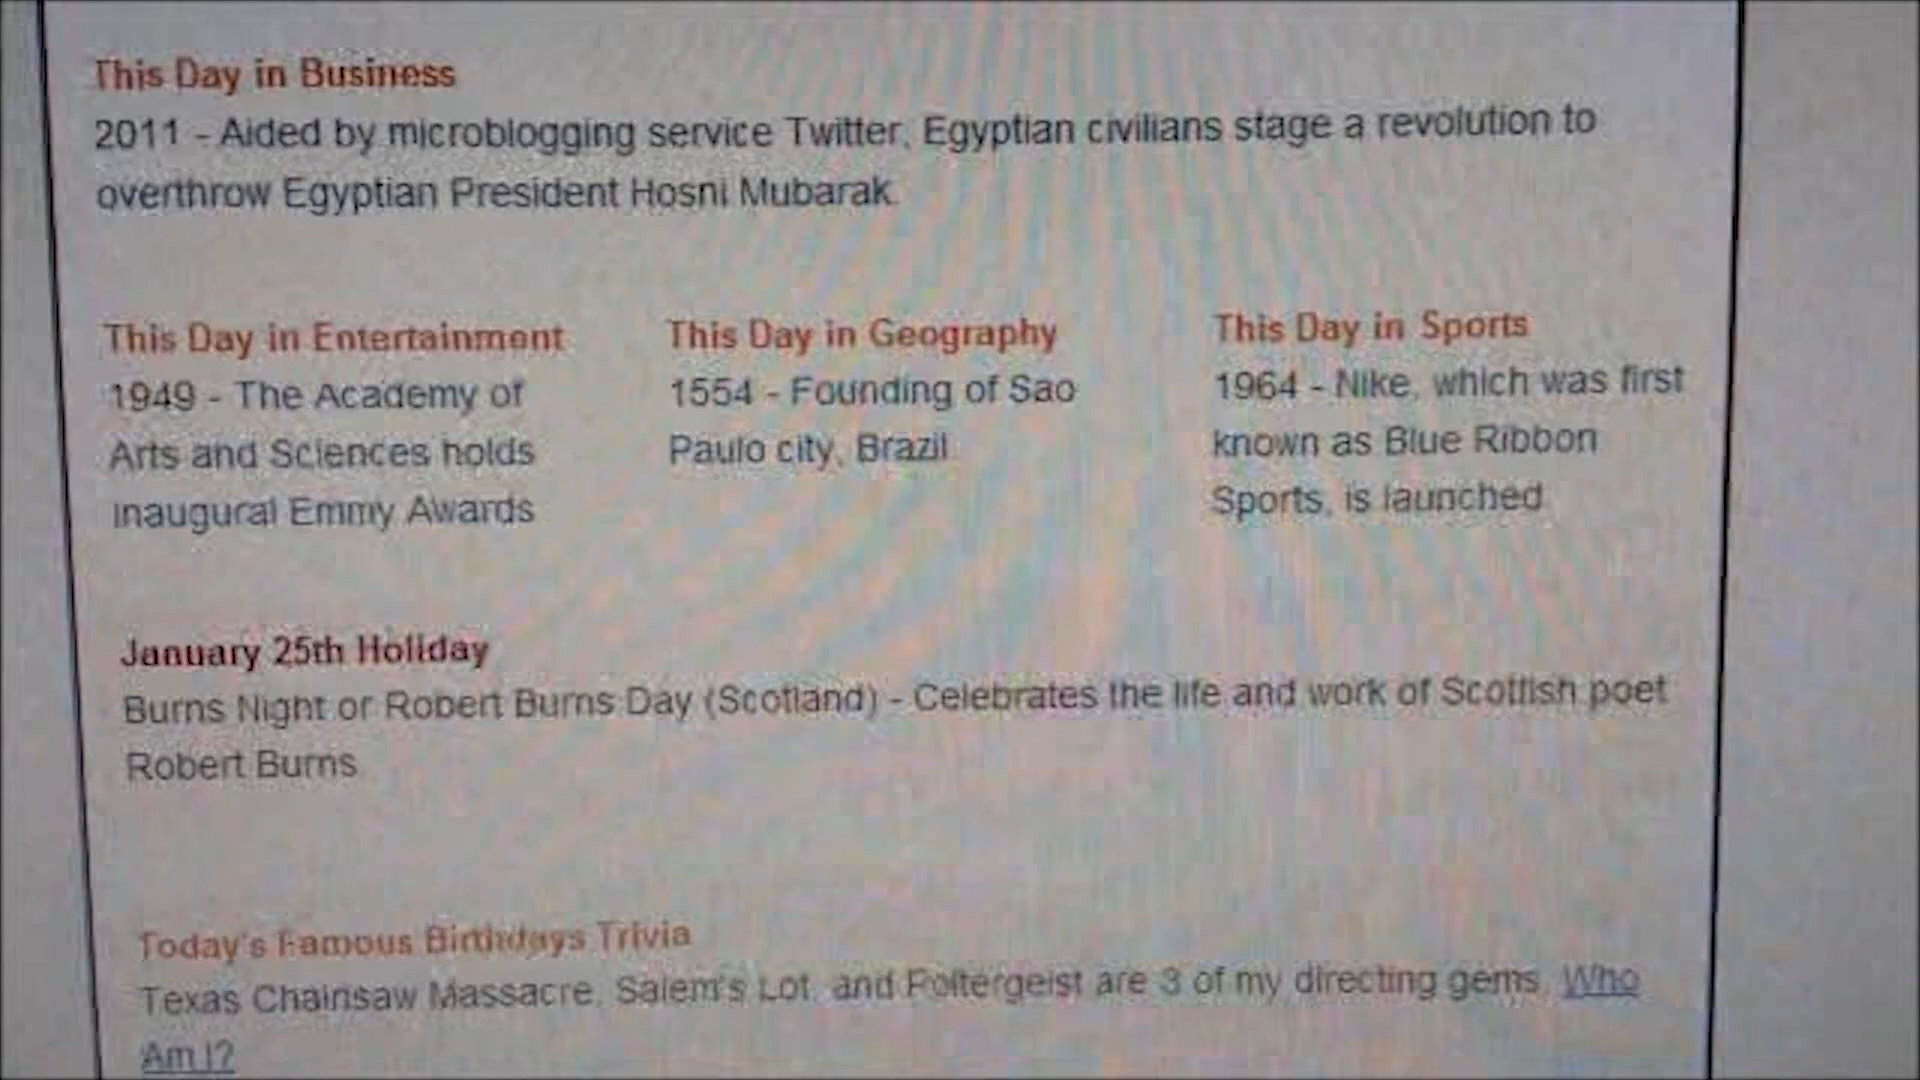 This Day in Business
2011 - Aided by microblogging service Twitter, Egyptian civilians stage a revolution to
overthrow Egyptian President Hosni Mubarak.
This Day in Entertainment
1949 - The Academy of
Arts and Sciences holds
inaugural Emmy Awards
This Day in Geography
1554 - Founding of Sao
Paulo city, Brazil
This Day in Sports
1964 - Nike, which was first
known as Blue Ribbon
Sports, is launched
January 25th Holiday
Burns Night or Robert Burns Day (Scotland) - Celebrates the life and work of Scottish poet
Robert Burns
Today's Famous Birthdays Trivia
Texas Chainsaw Massacre, Salem's Lot, and Poltergeist are 3 of my directing gems. Who
Am I?